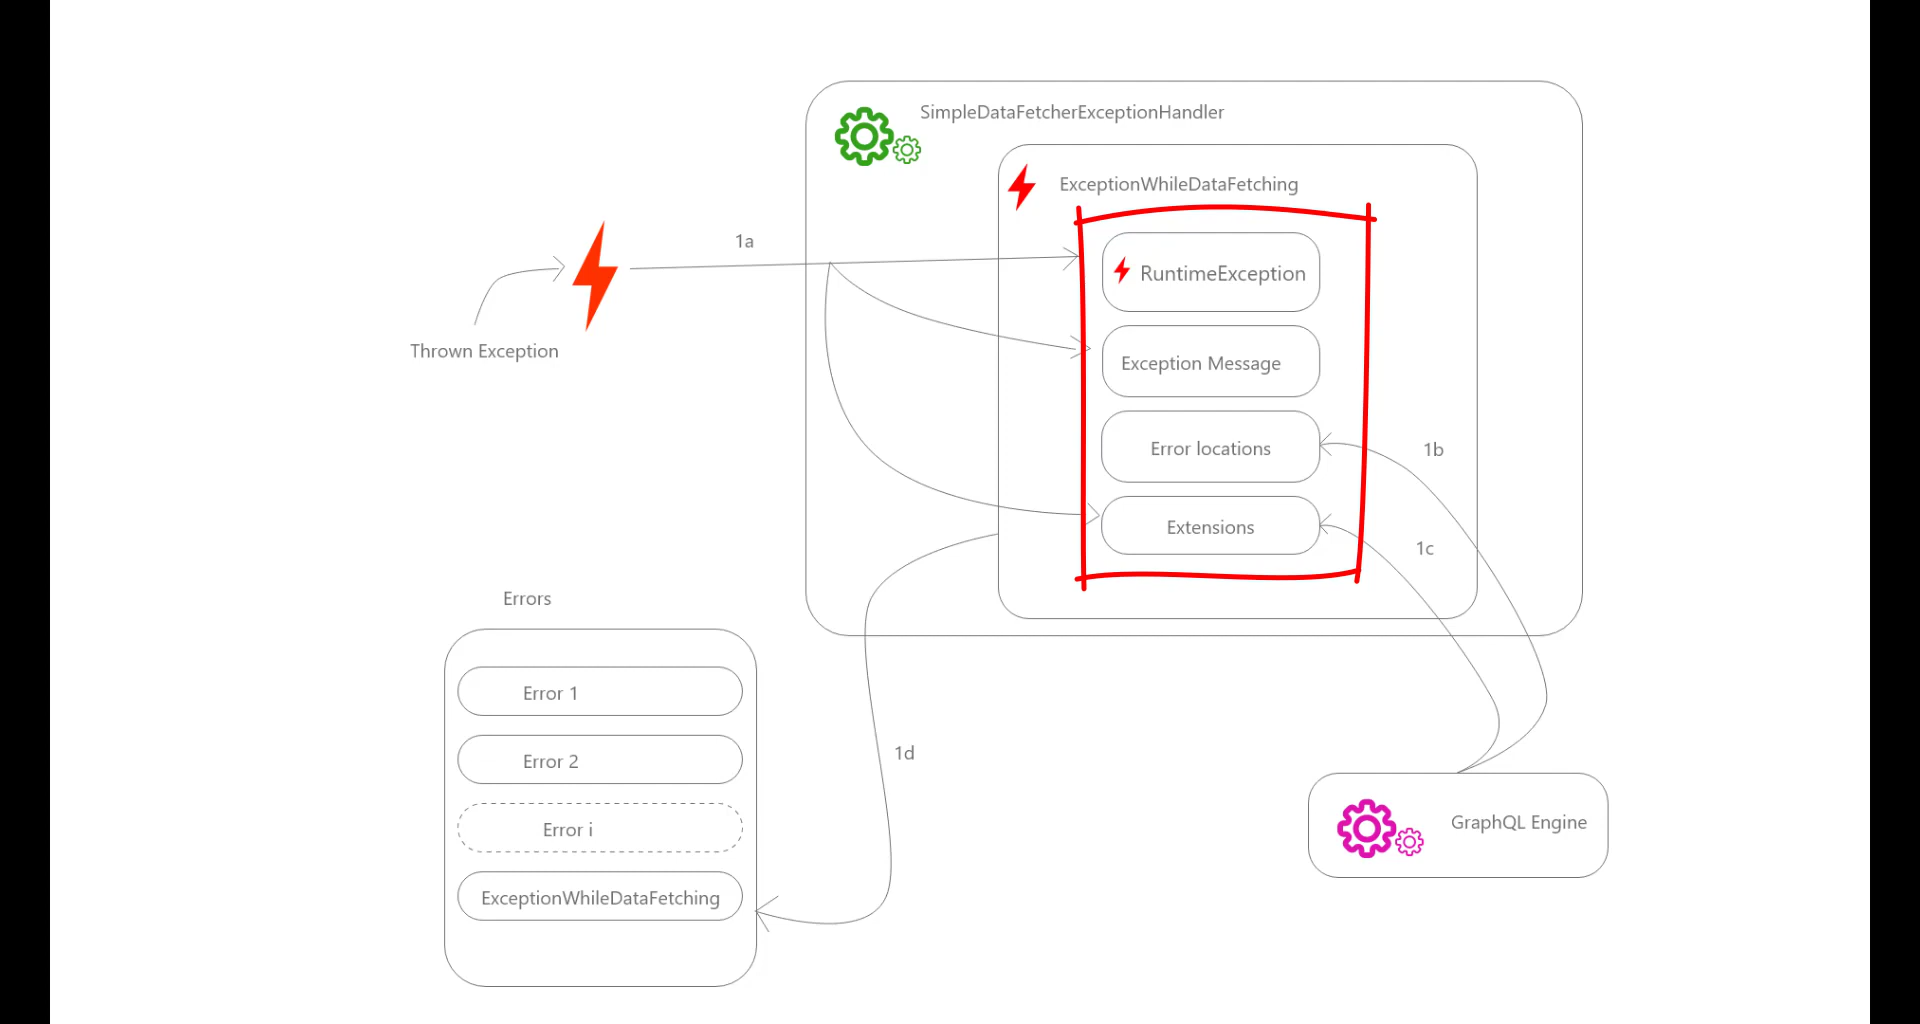 SimpleDataFetcherExceptionHandler
ExceptionWhileDataFetching
1a
RuntimeException
Thrown Exception
Exception Message
Error locations
1b
Extensions
1c
Errors
Error 1
Error 2
1d
Error i
GraphQL Engine
ExceptionWhileDataFetching